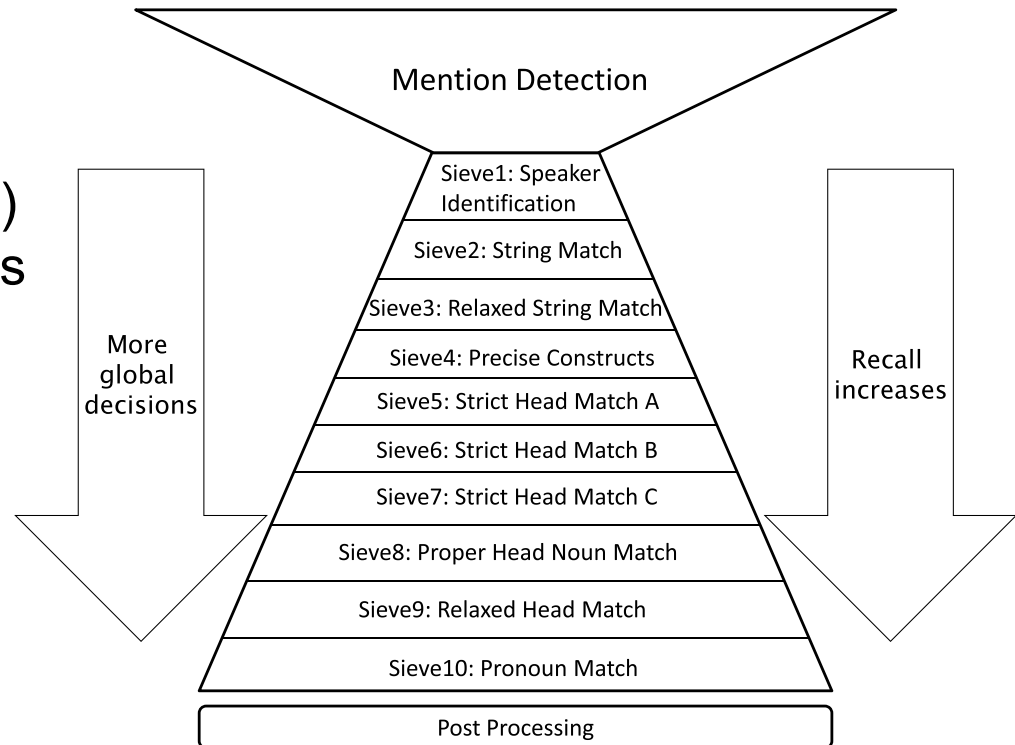 Mention Detection
)
s
Sieve1: Speaker
Identification
Sieve2: String Match
Sieve3: Relaxed String Match
Sieve4: Precise Constructs
Sieve5: Strict Head Match A
Sieve6: Strict Head Match B
Sieve7: Strict Head Match C
Sieve8: Proper Head Noun Match
Sieve9: Relaxed Head Match
Sieve10: Pronoun Match
Post Processing
More
global
decisions
Recall
increases